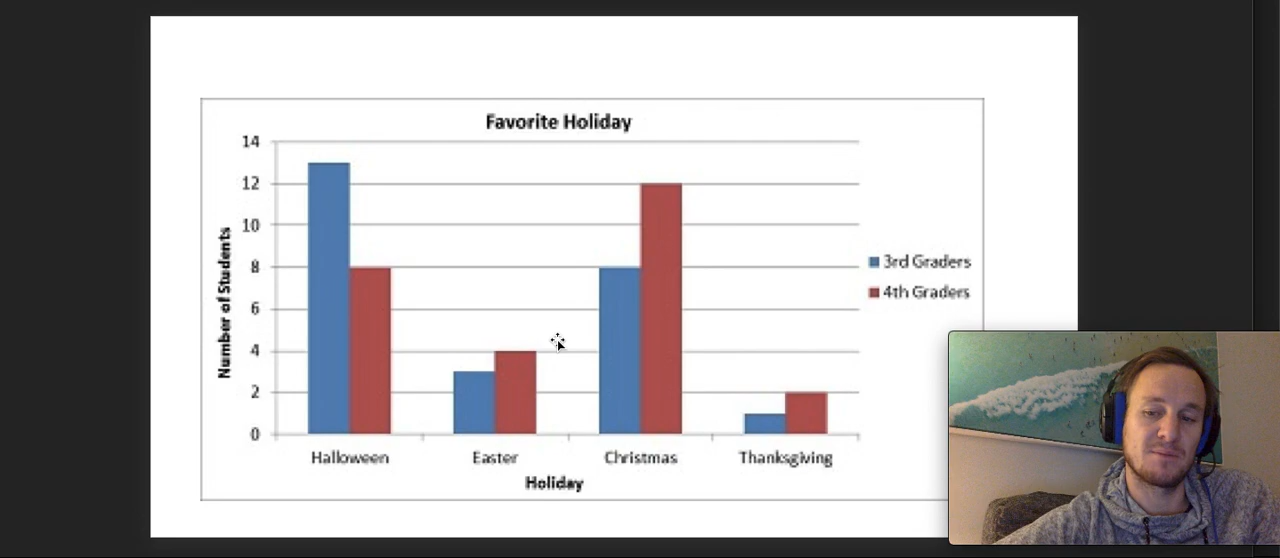 Favorite Holiday
14
12
10
8
6
4
2
0
Number of Students
Halloween Easter Christmas Thanksgiving
Holiday
3rd Graders
4th Graders